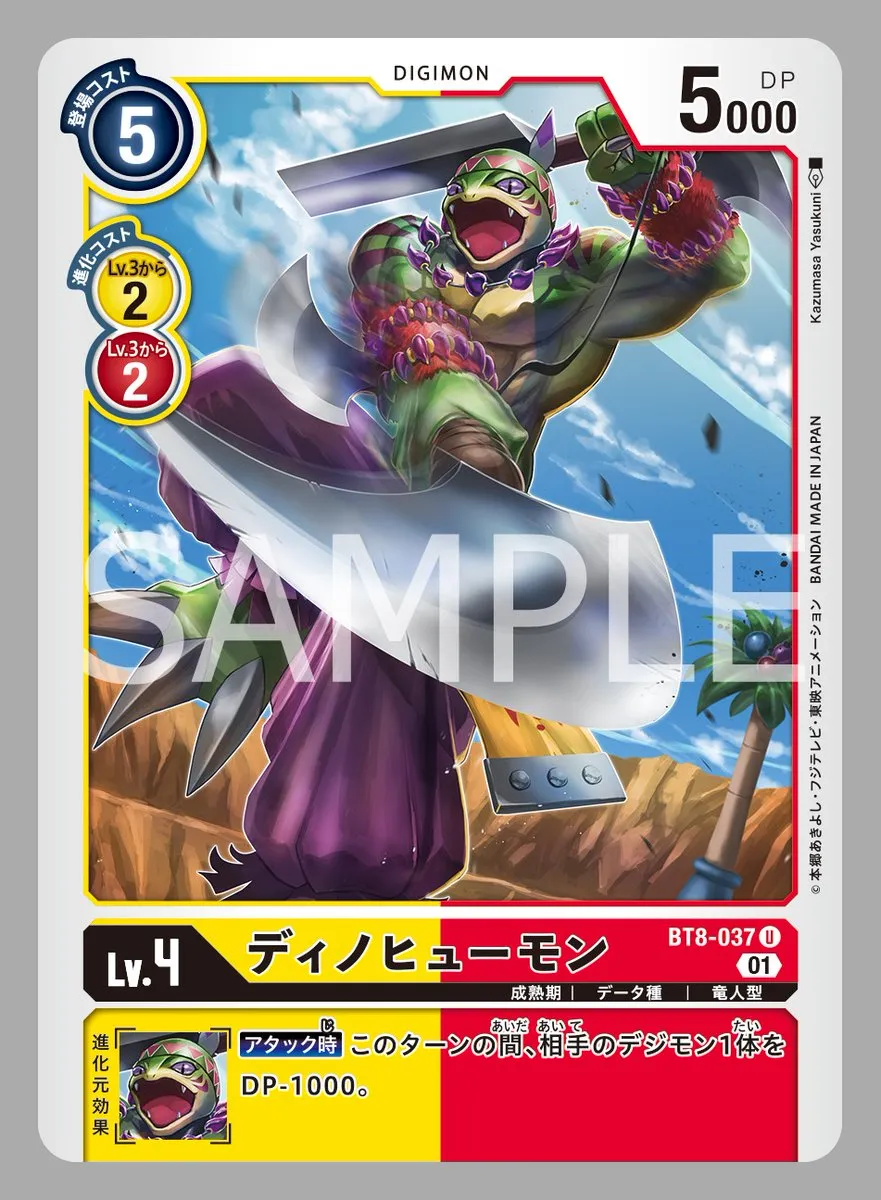 DIGIMON
登場コスト
5
5000
DP
進化コスト
Lv.3から
2
Lv.3から
2
Kazumasa Yasukuni
© 本郷あきよし・フジテレビ・東映アニメーション BANDAI MADE IN JAPAN
SAMPLE
Lv.4
ディノヒューモン
BT8-037 U
01
成熟期 | データ種 | 竜人型
進化元効果
アタック時 このターンの間、相手のデジモン1体を
DP-1000。